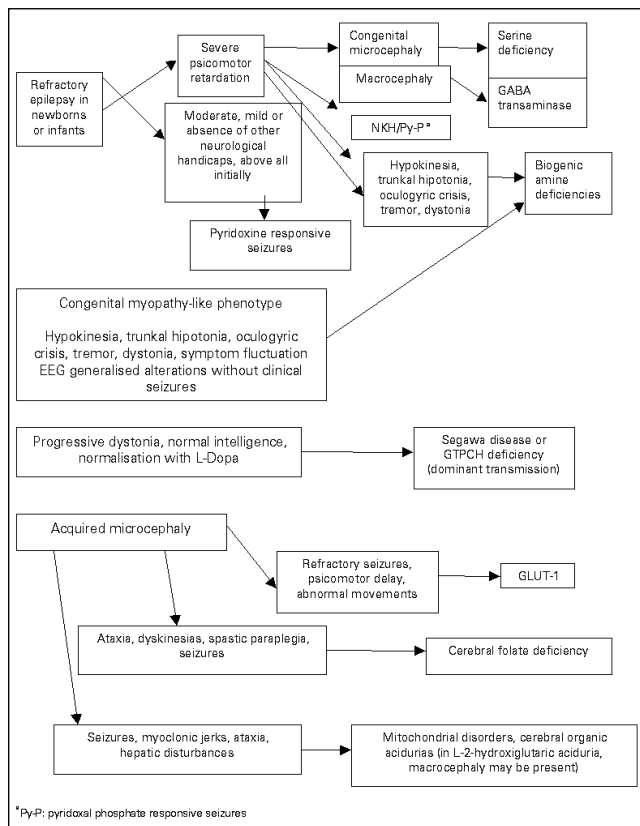 Refractory
epilepsy in
newborns
or infants
Severe
psicomotor
retardation
Congenital
microcephaly
Serine
deficiency
Macrocephaly
GABA
transaminase
NKH/Py-P a
Moderate, mild or
absence of other
neurological
handicaps, above all
initially
Hypokinesia,
trunkal hipotonia,
oculogyric crisis,
tremor, dystonia
Biogenic
amine
deficiencies
Pyridoxine responsive
seizures
Congenital myopathy-like phenotype
Hypokinesia, trunkal hipotonia, oculogyric
crisis, tremor, dystonia, symptom fluctuation
EEG generalised alterations without clinical
seizures
Progressive dystonia, normal intelligence,
normalisation with L-Dopa
Segawa disease or
GTPCH deficiency
(dominant transmission)
Acquired microcephaly
Refractory seizures,
psicomotor delay,
abnormal movements
GLUT-1
Ataxia, dyskinesias, spastic paraplegia,
seizures
Cerebral folate deficiency
Seizures, myoclonic jerks, ataxia,
hepatic disturbances
Mitochondrial disorders, cerebral organic
acidurias (in L-2-hydroxiglutaric aciduria,
macrocephaly may be present)
a Py-P: pyridoxal phosphate responsive seizures